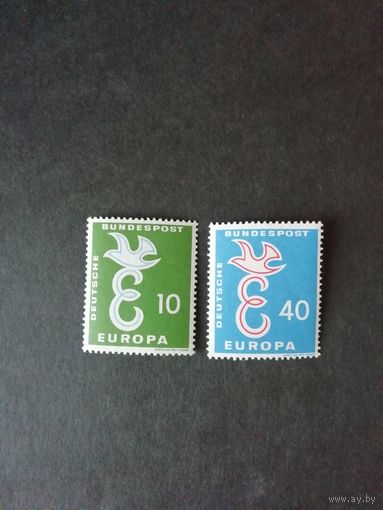 BUNDESPOST
DEUTSCHE
10
EUROPA
BUNDESPOST
DEUTSCHE
40
EUROPA
www.ay.by